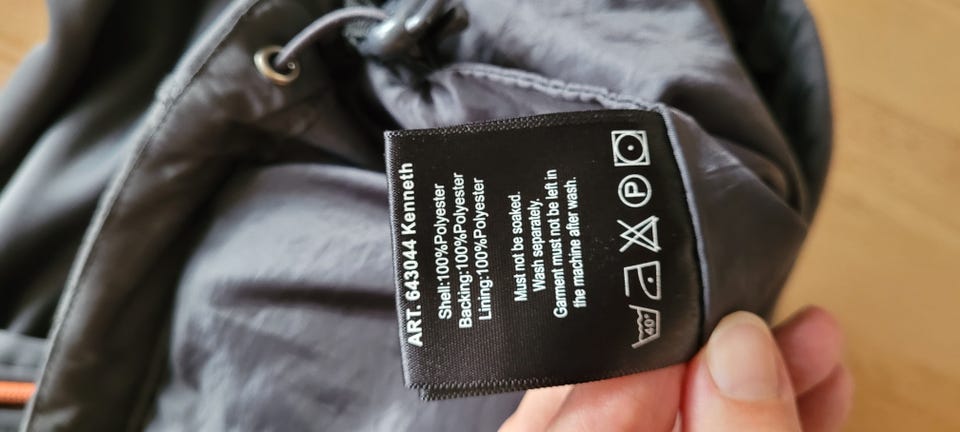 ART. 643044 Kenneth
Shell:100%Polyester
Backing:100%Polyester
Lining:100%Polyester
Must not be soaked.
Wash separately.
Garment must not be left in
the machine after wash.
40°
P